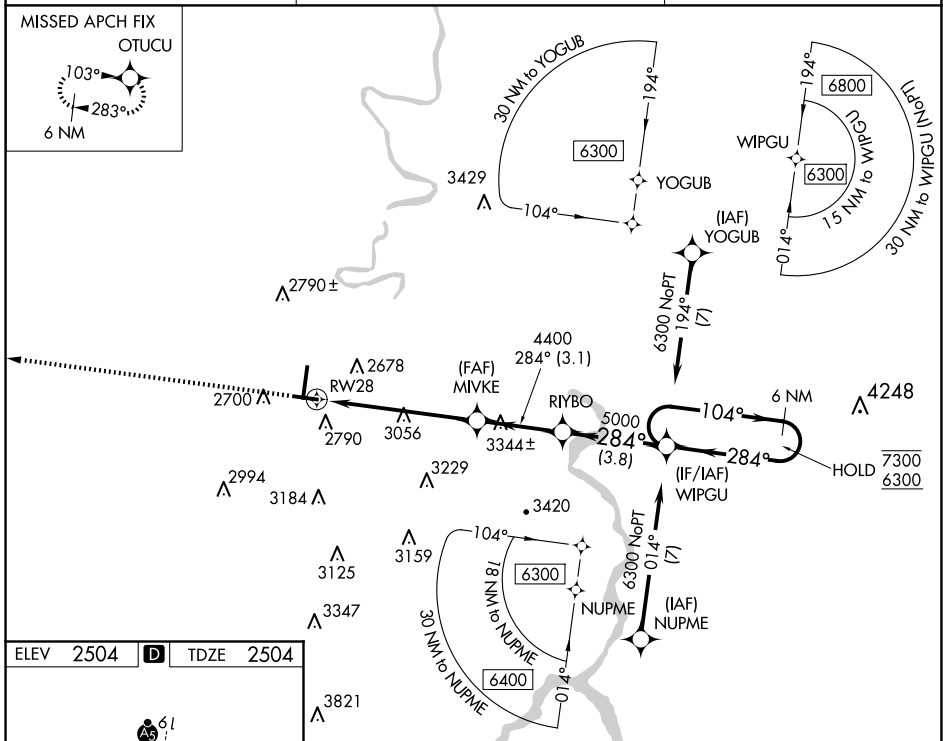 MISSED APCH FIX
OTUCU
103°
283°
6 NM
30 NM to YOGUB
194°
6300
YOGUB
104°
3429
194°
6800
WIPGU
6300
15 NM to WIPGU
30 NM to WIPGU (NoPT)
014°
(IAF)
YOGUB
6300 NoPT
194°
(7)
2790±
4400
284° (3.1)
(FAF)
MIVKE
2678
RW28
2700
2790
3056
3344±
RIYBO
5000
284°
(3.8)
104°
6 NM
4248
284°
HOLD
7300
6300
(IF/IAF)
WIPGU
2994
3184
3229
3420
3159
3125
3347
3821
104°
6300
18 NM to NUPME
NUPME
30 NM to NUPME
6400
014°
6300 NoPT
014°
(7)
(IAF)
NUPME
ELEV 2504 D TDZE 2504
A5
19